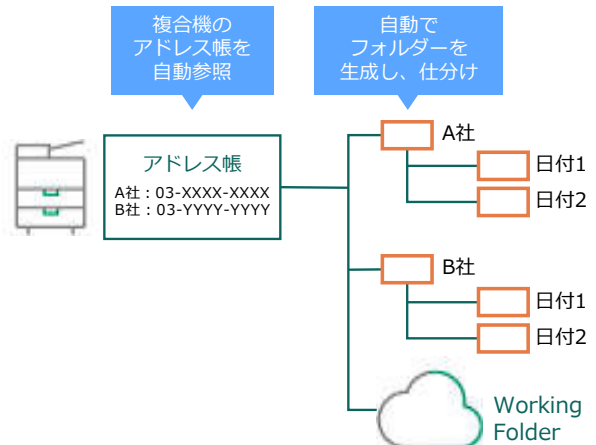 複合機の
アドレス帳を
自動参照
自動で
フォルダーを
生成し、仕分け
アドレス帳
A社：03-XXXX-XXXX
B社：03-YYYY-YYYY
A社
日付1
日付2
B社
日付1
日付2
Working
Folder